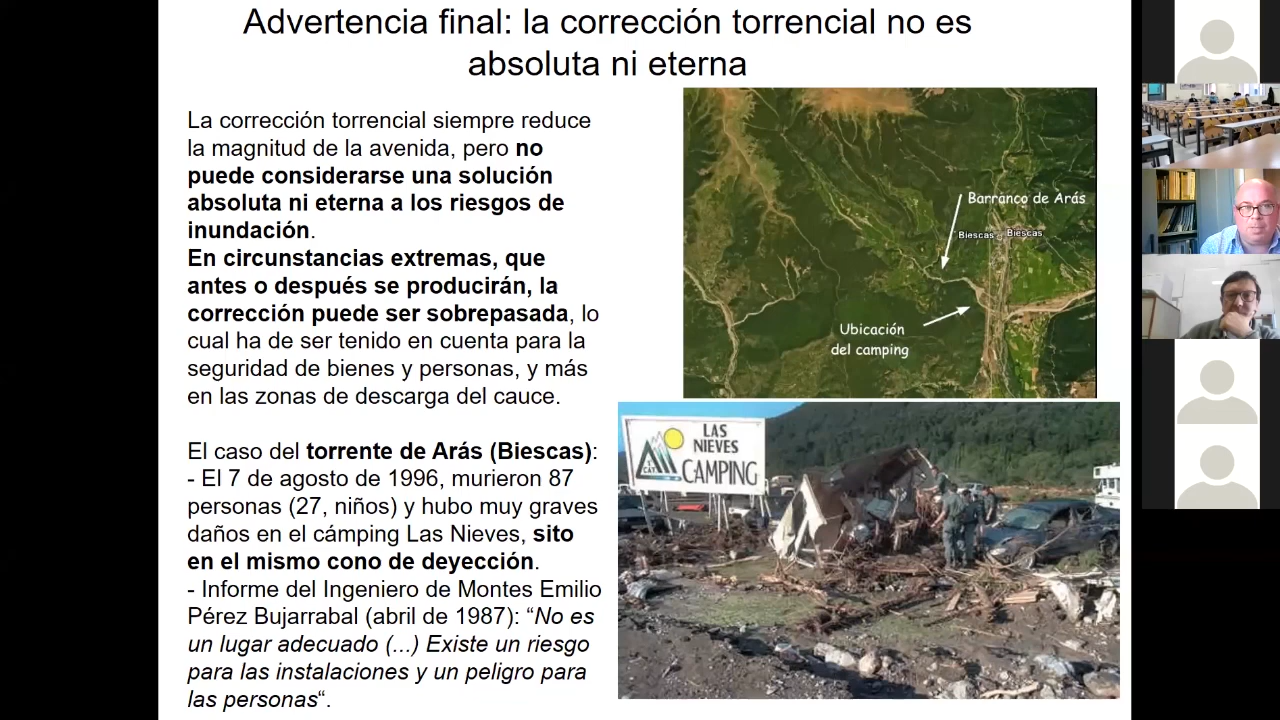 Advertencia final: la corrección torrencial no es
absoluta ni eterna
La corrección torrencial siempre reduce
la magnitud de la avenida, pero no
puede considerarse una solución
absoluta ni eterna a los riesgos de
inundación.
En circunstancias extremas, que
antes o después se producirán, la
corrección puede ser sobrepasada, lo
cual ha de ser tenido en cuenta para la
seguridad de bienes y personas, y más
en las zonas de descarga del cauce.
El caso del torrente de Arás (Biescas):
- El 7 de agosto de 1996, murieron 87
personas (27, niños) y hubo muy graves
daños en el cámping Las Nieves, sito
en el mismo cono de deyección.
- Informe del Ingeniero de Montes Emilio
Pérez Bujarrabal (abril de 1987): “No es
un lugar adecuado (...) Existe un riesgo
para las instalaciones y un peligro para
las personas“.
Barranco de Arás
Biescas
Biescas
Ubicación
del camping
LAS
NIEVES
CAMPING